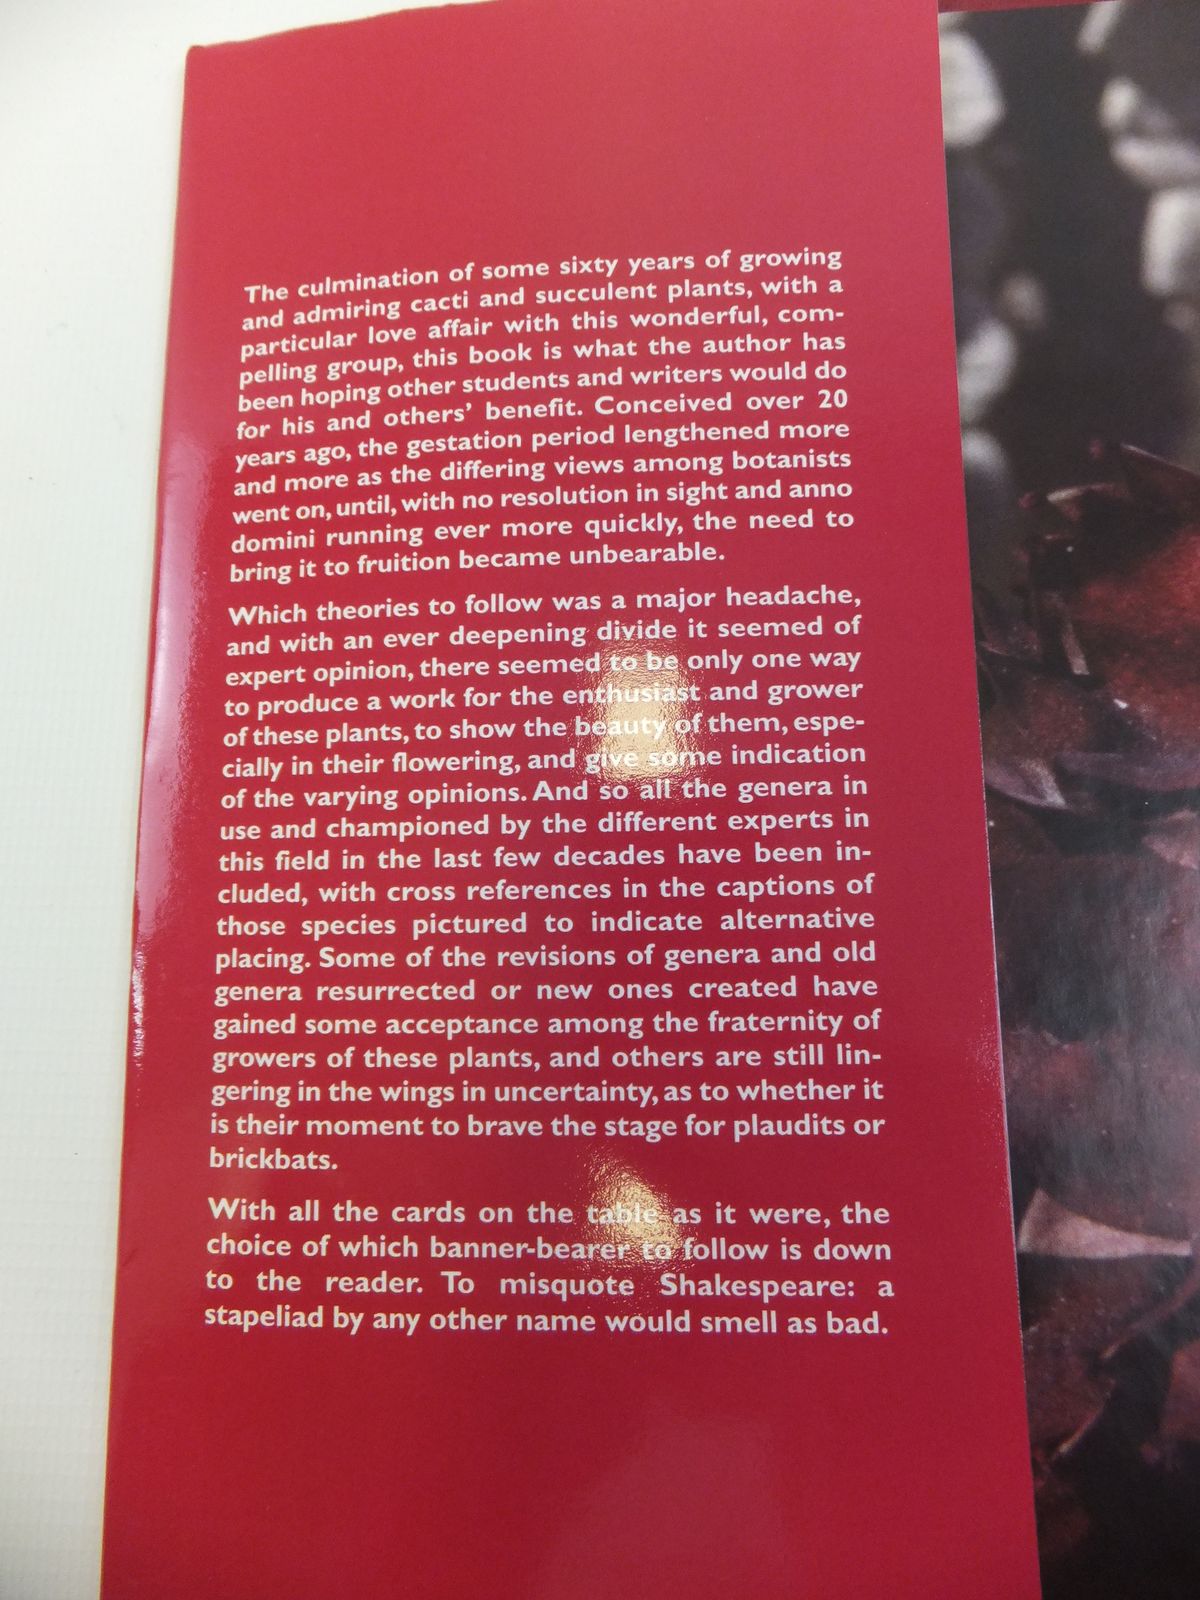 The culmination of some sixty years of growing
and admiring cacti and succulent plants, with a
particular love affair with this wonderful, com-
pelling group, this book is what the author has
been hoping other students and writers would do
for his and others' benefit. Conceived over 20
years ago, the gestation period lengthened more
and more as the differing views among botanists
went on, until, with no resolution in sight and anno
domini running ever more quickly, the need to
bring it to fruition became unbearable.
Which theories to follow was a major headache,
and with an ever deepening divide it seemed of
expert opinion, there seemed to be only one way
to produce a work for the enthusiast and grower
of these plants, to show the beauty of them, espe-
cially in their flowering, and give some indication
of the varying opinions. And so all the genera in
use and championed by the different experts in
this field in the last few decades have been in-
cluded, with cross references in the captions of
those species pictured to indicate alternative
placing. Some of the revisions of genera and old
genera resurrected or new ones created have
gained some acceptance among the fraternity of
growers of these plants, and others are still lin-
gering in the wings in uncertainty, as to whether it
is their moment to brave the stage for plaudits or
brickbats.
With all the cards on the table as it were, the
choice of which banner-bearer to follow is down
to the reader. To misquote Shakespeare: a
stapeliad by any other name would smell as bad.